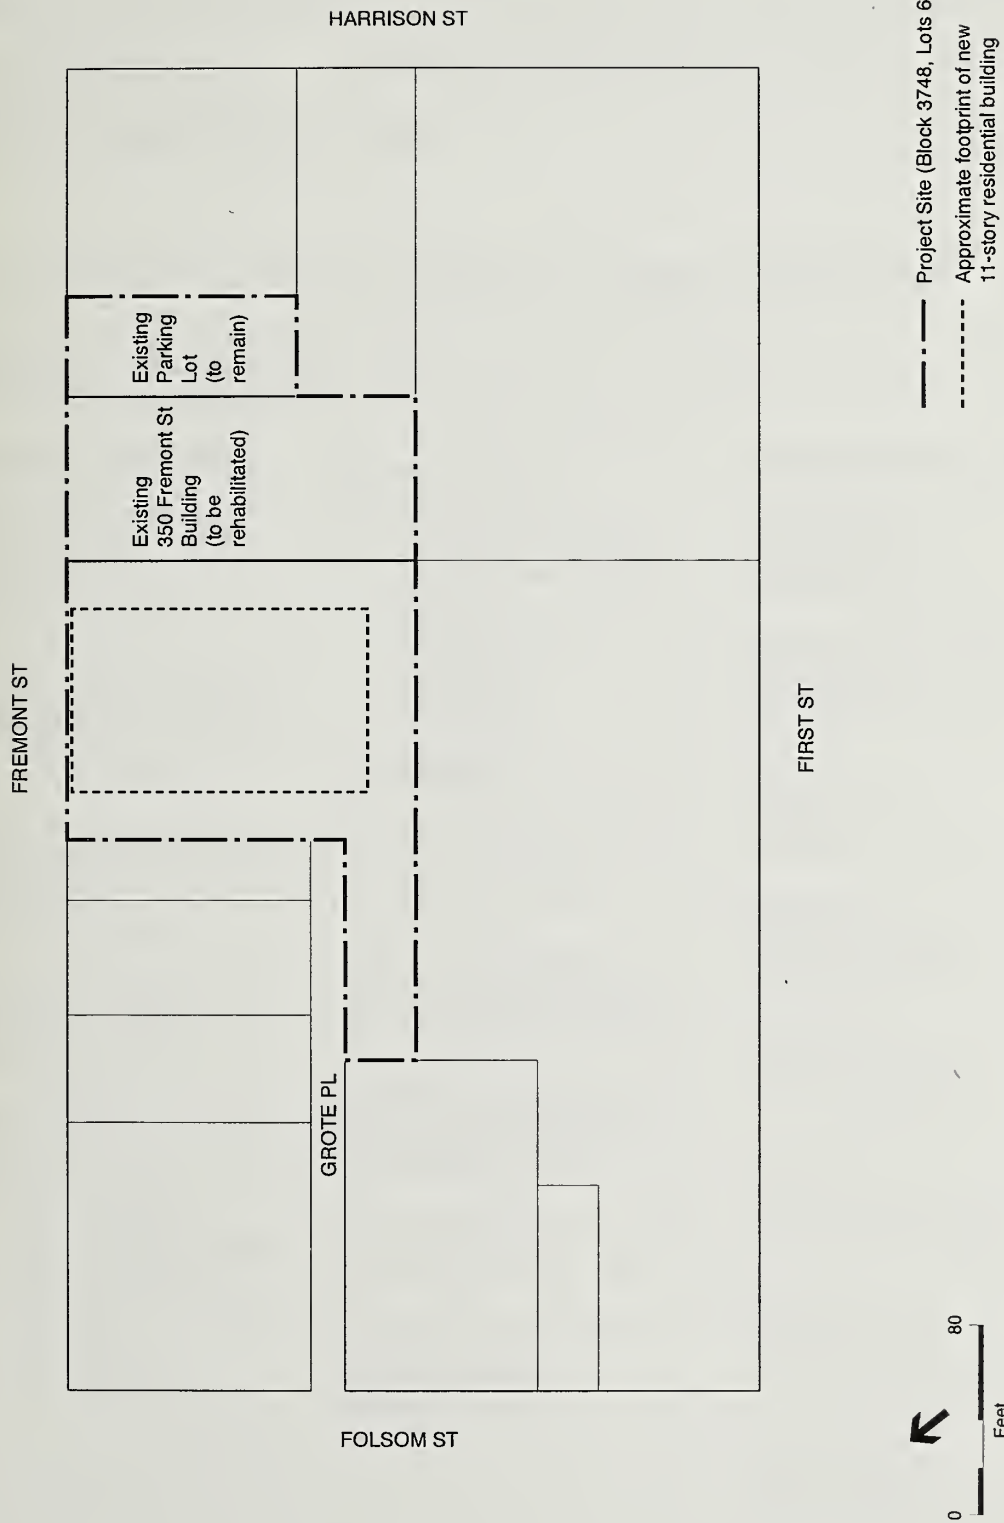 HARRISON ST
FREMONT ST
Existing
Parking
Lot
(to
remain)
Existing
350 Fremont St
Building
(to be
rehabilitated)
FIRST ST
GROTE PL
FOLSOM ST
Project Site (Block 3748, Lots 6
Approximate footprint of new
11-story residential building
0
80
Feet